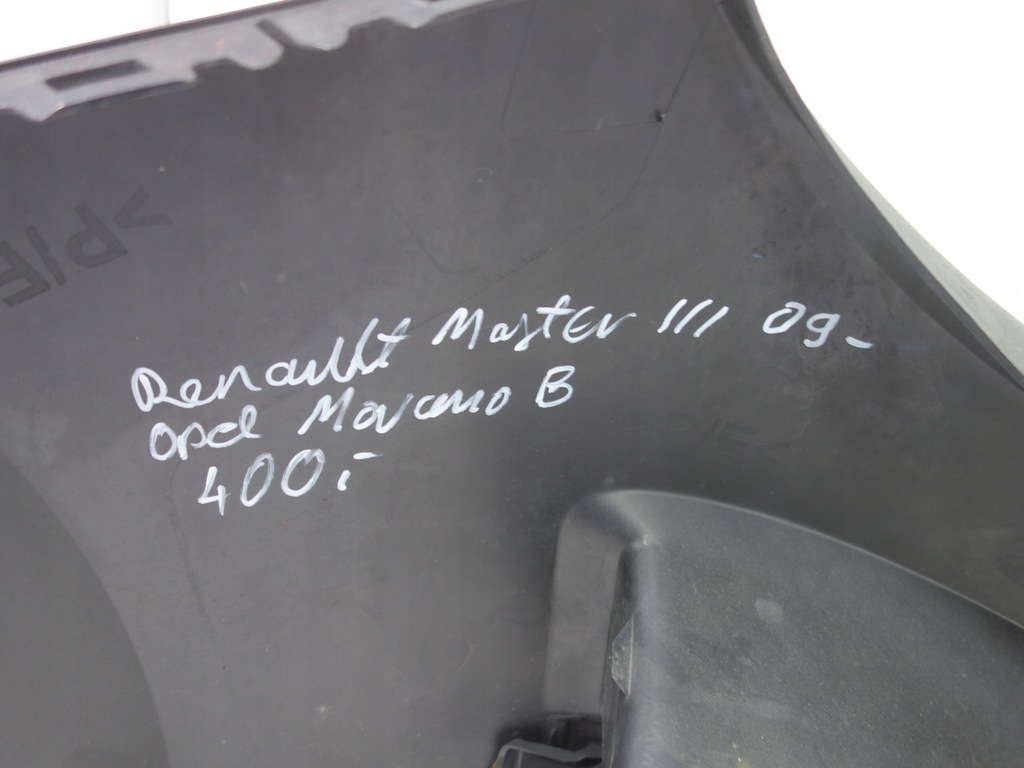 >P/E
Renault Master III 09-
Opel Movano B
400.-